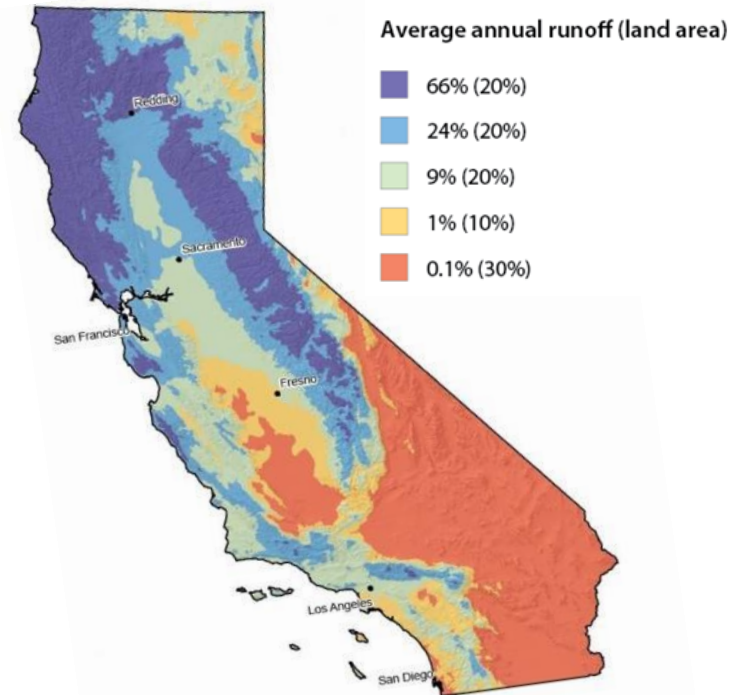 Average annual runoff (land area)
66% (20%)
24% (20%)
9% (20%)
1% (10%)
0.1% (30%)
Redding
Sacramento
San Francisco
Fresno
Los Angeles
San Diego